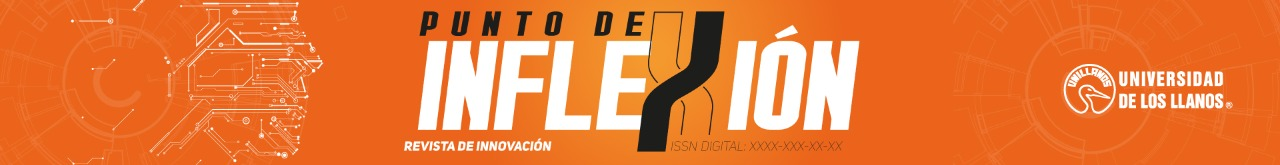 PUNTO DE
INFLEXIÓN
REVISTA DE INNOVACIÓN
ISSN DIGITAL: XXXX-XXX-XX-XX
UNILLANOS
UNIVERSIDAD
DE LOS LLANOS®